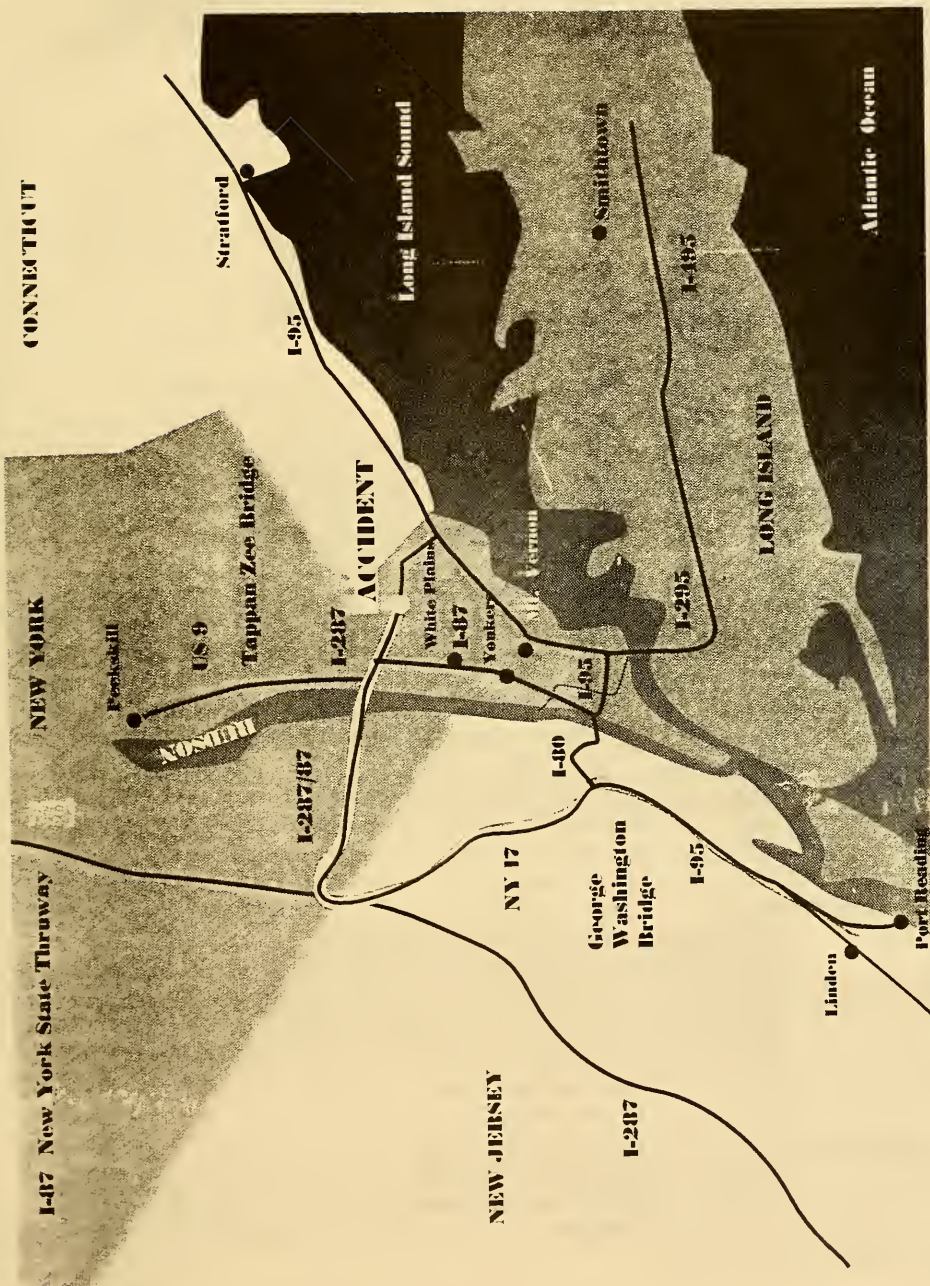 I-87 New York State Thruway
NEW YORK
CONNECTICUT
Peekskill
HUDSON
US 9
Tappan Zee Bridge
Stratford
I-287/87
I-287
ACCIDENT
I-95
White Plains
I-87
Long Island Sound
Yonkers
Mt. Vernon
NEW JERSEY
NY 17
I-80
I-95
Smithtown
George
Washington
Bridge
I-287
I-95
I-295
I-495
LONG ISLAND
Linden
Port Reading
Atlantic Ocean